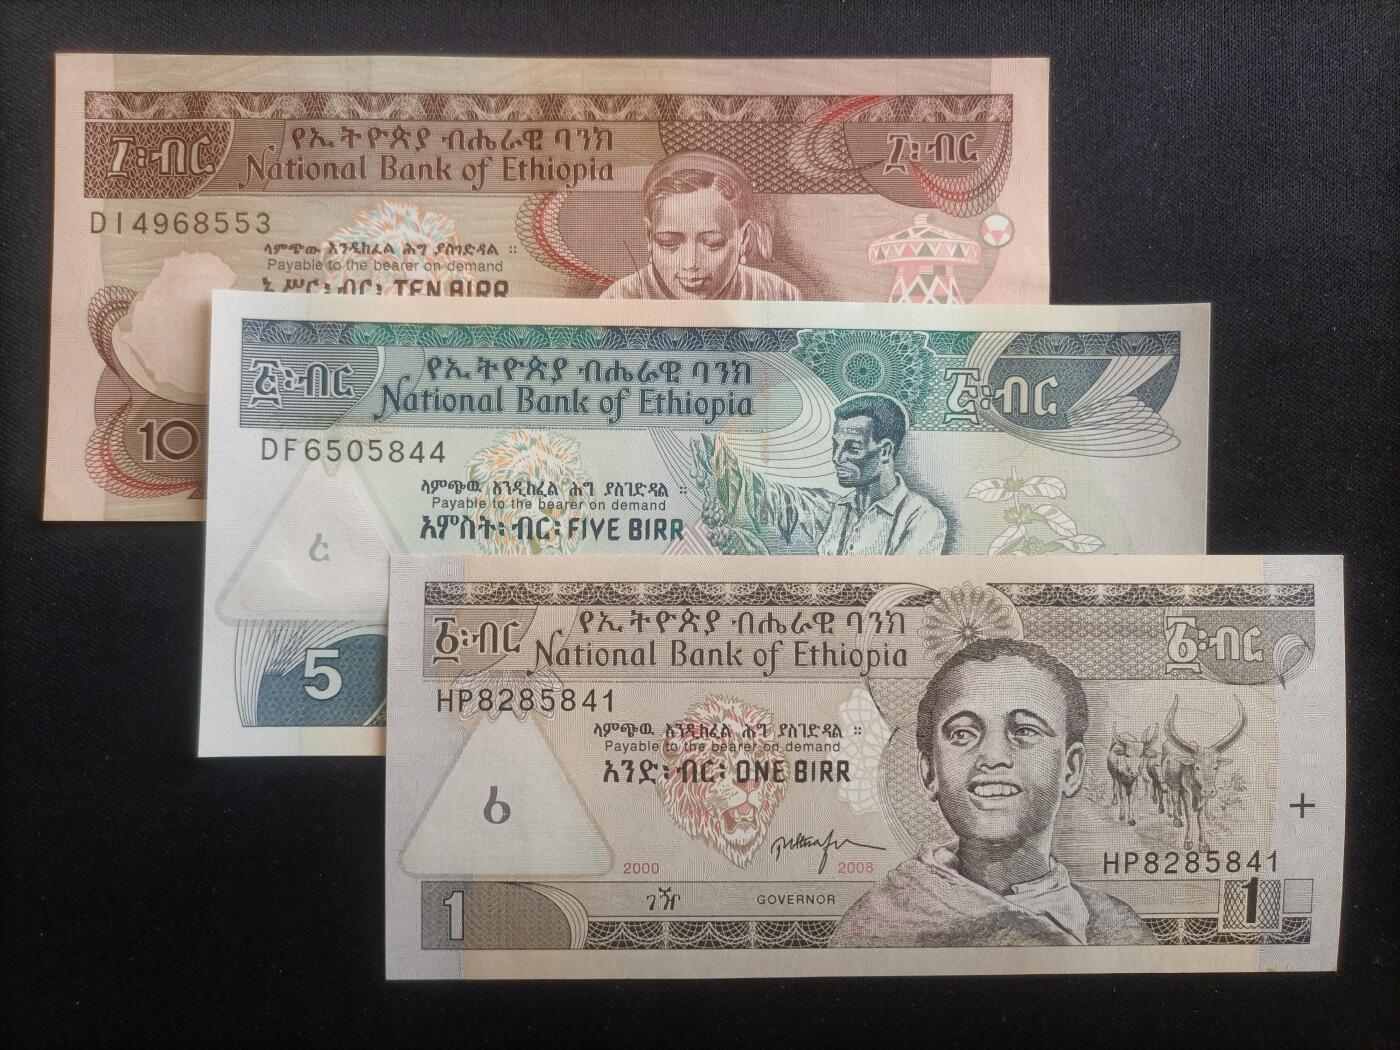 ፲፡ብር
የኢትዮጵያ ብሔራዊ ባንክ
፲፡ብር
National Bank of Ethiopia
DI4968553
ላምጭው እንዲከፈል ሕግ ያስገድዳል ።
Payable to the bearer on demand
አሥር፡ብር፡ TEN BIRR
10
፭፡ብር
የኢትዮጵያ ብሔራዊ ባንክ
፭፡ብር
National Bank of Ethiopia
DF6505844
ላምጭው እንዲከፈል ሕግ ያስገድዳል ።
Payable to the bearer on demand
አምስት፡ብር፡ FIVE BIRR
5
፩፡ብር
የኢትዮጵያ ብሔራዊ ባንክ
፩፡ብር
National Bank of Ethiopia
HP8285841
ላምጭው እንዲከፈል ሕግ ያስገድዳል ።
Payable to the bearer on demand
አንድ፡ብር፡ ONE BIRR
2000 2008
HP8285841
1 ገዥ GOVERNOR 1